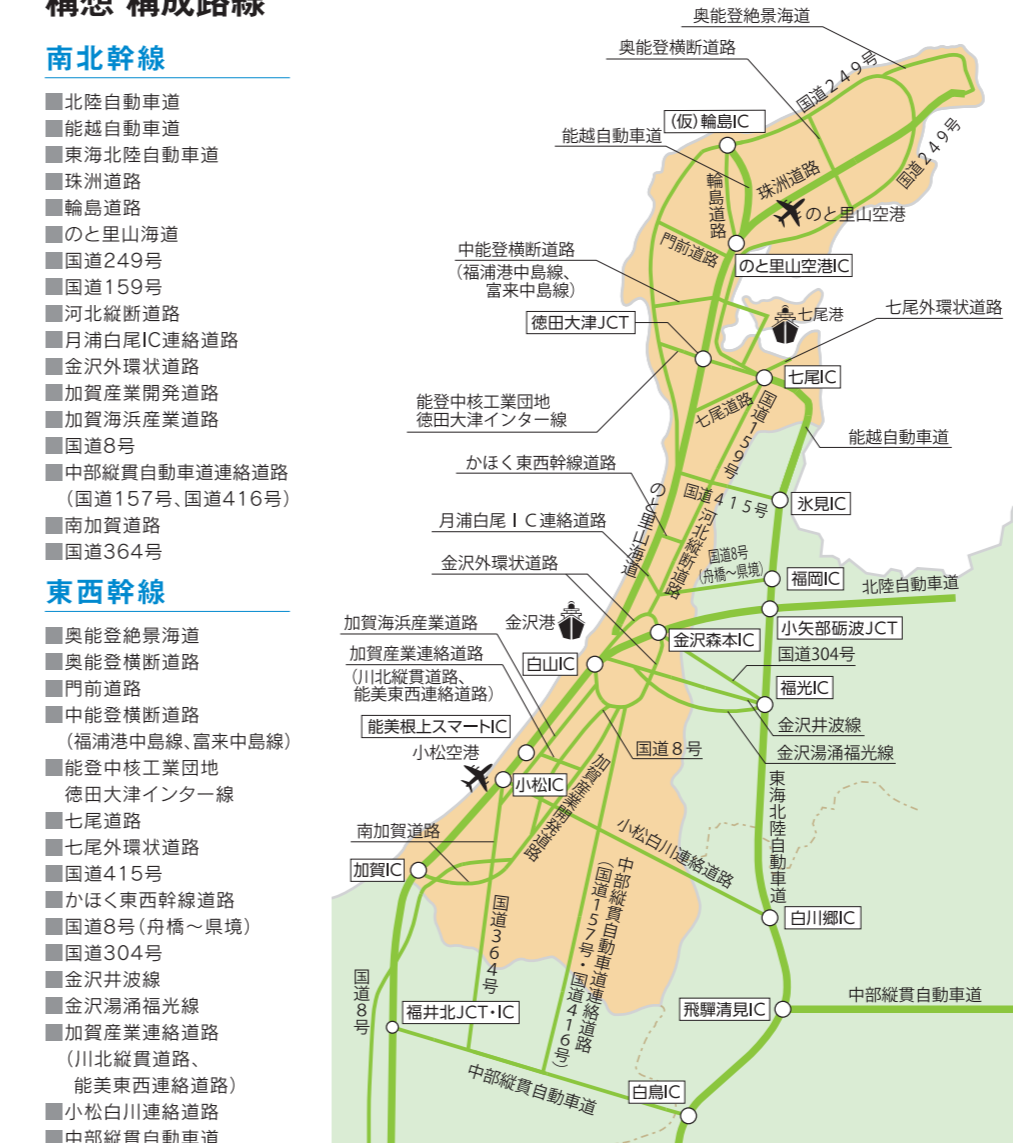 構想 構成路線
南北幹線
■北陸自動車道
■能越自動車道
■東海北陸自動車道
■珠洲道路
■輪島道路
■のと里山海道
■国道249号
■国道159号
■河北縦断道路
■月浦白尾IC連絡道路
■金沢外環状道路
■加賀産業開発道路
■加賀海浜産業道路
■国道8号
■中部縦貫自動車道連絡道路
（国道157号、国道416号）
■南加賀道路
■国道364号
東西幹線
■奥能登絶景海道
■奥能登横断道路
■門前道路
■中能登横断道路
（福浦港中島線、富来中島線）
■能登中核工業団地
徳田大津インター線
■七尾道路
■七尾外環状道路
■国道415号
■かほく東西幹線道路
■国道8号（舟橋～県境）
■国道304号
■金沢井波線
■金沢湯涌福光線
■加賀産業連絡道路
（川北縦貫道路、
能美東西連絡道路）
■小松白川連絡道路
■中部縦貫自動車道
奥能登絶景海道
奥能登横断道路
国道249号
(仮)輪島IC
能越自動車道
国道249号
珠洲道路
輪島道路
のと里山空港
門前道路
中能登横断道路
（福浦港中島線、
富来中島線）
のと里山空港IC
七尾外環状道路
七尾港
徳田大津JCT
七尾IC
能登中核工業団地
徳田大津インター線
七尾道路
国道159号
能越自動車道
かほく東西幹線道路
のと里山海道
国道415号
氷見IC
月浦白尾ＩＣ連絡道路
河北縦断道路
金沢外環状道路
国道8号
(舟橋～県境)
福岡IC
北陸自動車道
加賀海浜産業道路
金沢港
小矢部砺波JCT
金沢森本IC
加賀産業連絡道路
（川北縦貫道路、
能美東西連絡道路）
白山IC
国道304号
福光IC
能美根上スマートIC
金沢井波線
小松空港
国道８号
金沢湯涌福光線
小松IC
加賀産業開発道路
東海北陸自動車道
南加賀道路
小松白川連絡道路
加賀IC
中部縦貫自動車道連絡道路
（国道157号・国道416号）
国道364号
白川郷IC
国道８号
福井北JCT・IC
飛驒清見IC
中部縦貫自動車道
中部縦貫自動車道
白鳥IC